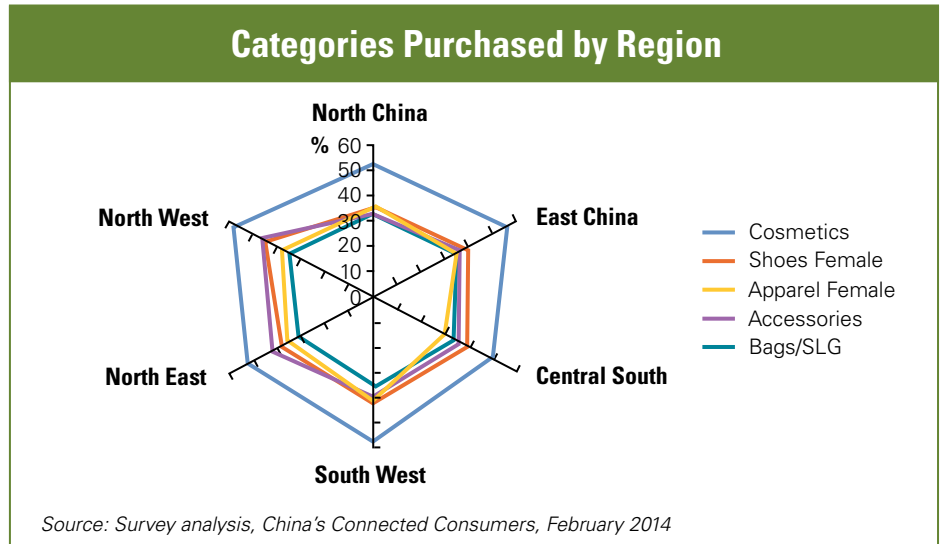 Categories Purchased by Region
North China
% 60
50
40
30
20
10
0
North West
East China
North East
Central South
South West
Cosmetics
Shoes Female
Apparel Female
Accessories
Bags/SLG
Source: Survey analysis, China's Connected Consumers, February 2014